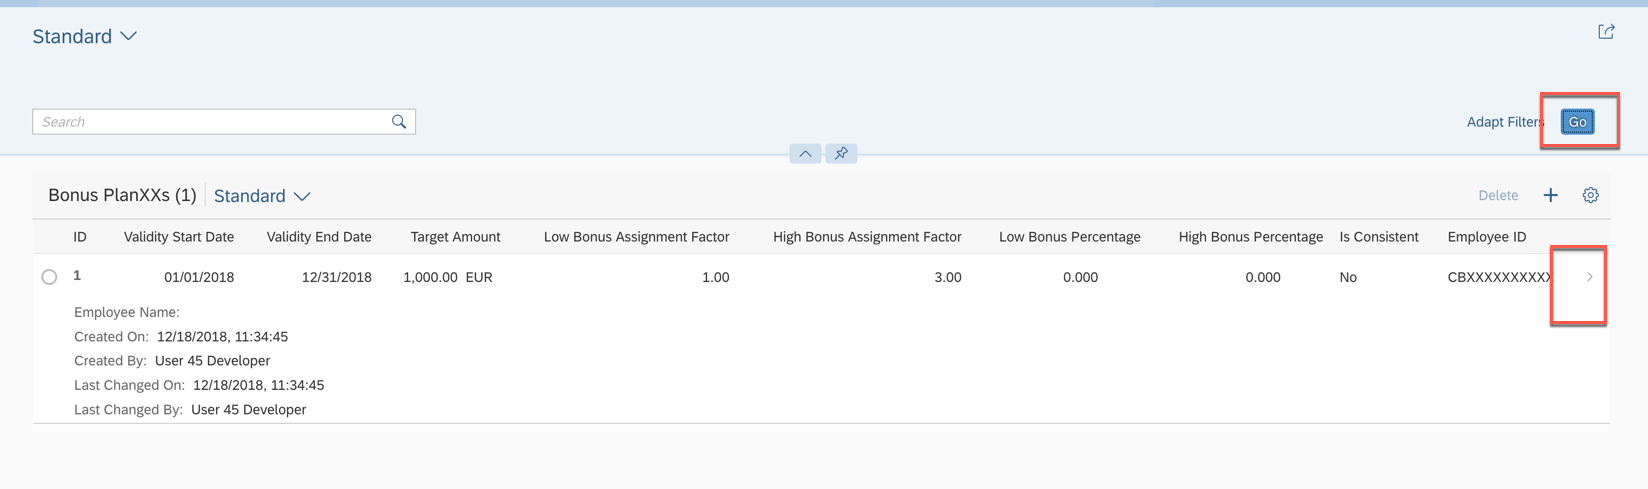 Standard
Search
Adapt Filters Go
Bonus PlanXXs (1) Standard Delete
ID Validity Start Date Validity End Date Target Amount Low Bonus Assignment Factor High Bonus Assignment Factor Low Bonus Percentage High Bonus Percentage Is Consistent Employee ID
1 01/01/2018 12/31/2018 1,000.00 EUR 1.00 3.00 0.000 0.000 No CBXXXXXXXXXX
Employee Name:
Created On: 12/18/2018, 11:34:45
Created By: User 45 Developer
Last Changed On: 12/18/2018, 11:34:45
Last Changed By: User 45 Developer